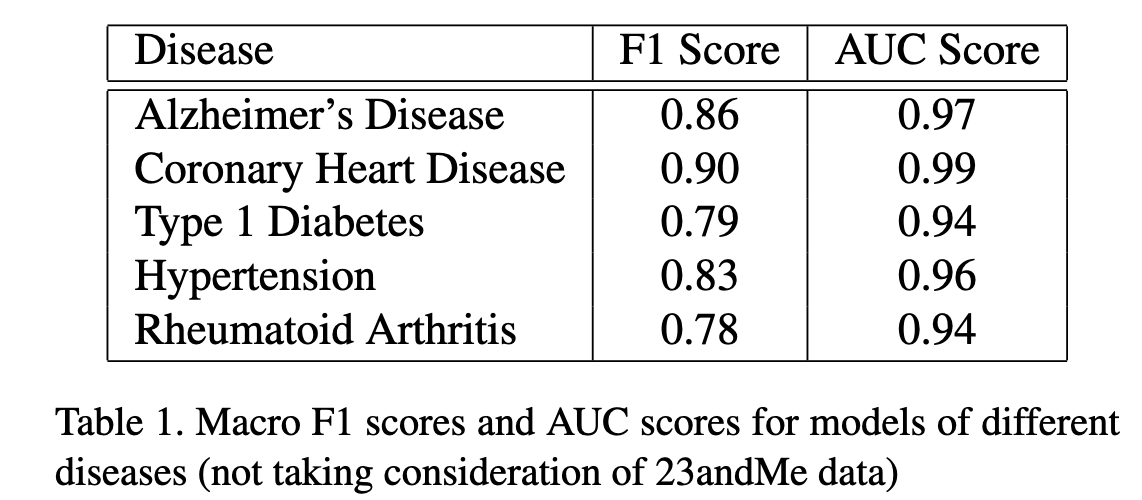 Disease F1 Score AUC Score
Alzheimer’s Disease 0.86 0.97
Coronary Heart Disease 0.90 0.99
Type 1 Diabetes 0.79 0.94
Hypertension 0.83 0.96
Rheumatoid Arthritis 0.78 0.94
Table 1. Macro F1 scores and AUC scores for models of different
diseases (not taking consideration of 23andMe data)